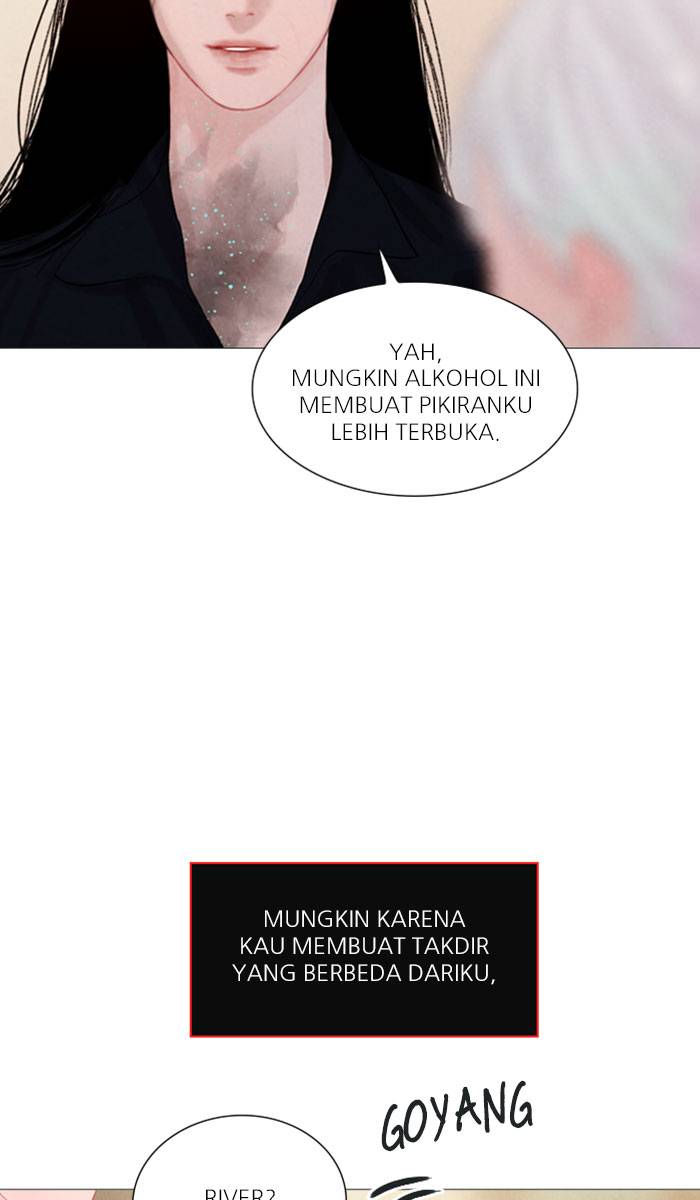 YAH,
MUNGKIN ALKOHOL INI
MEMBUAT PIKIRANKU
LEBIH TERBUKA.
MUNGKIN KARENA
KAU MEMBUAT TAKDIR
YANG BERBEDA DARIKU,
GOYANG
RIVER?